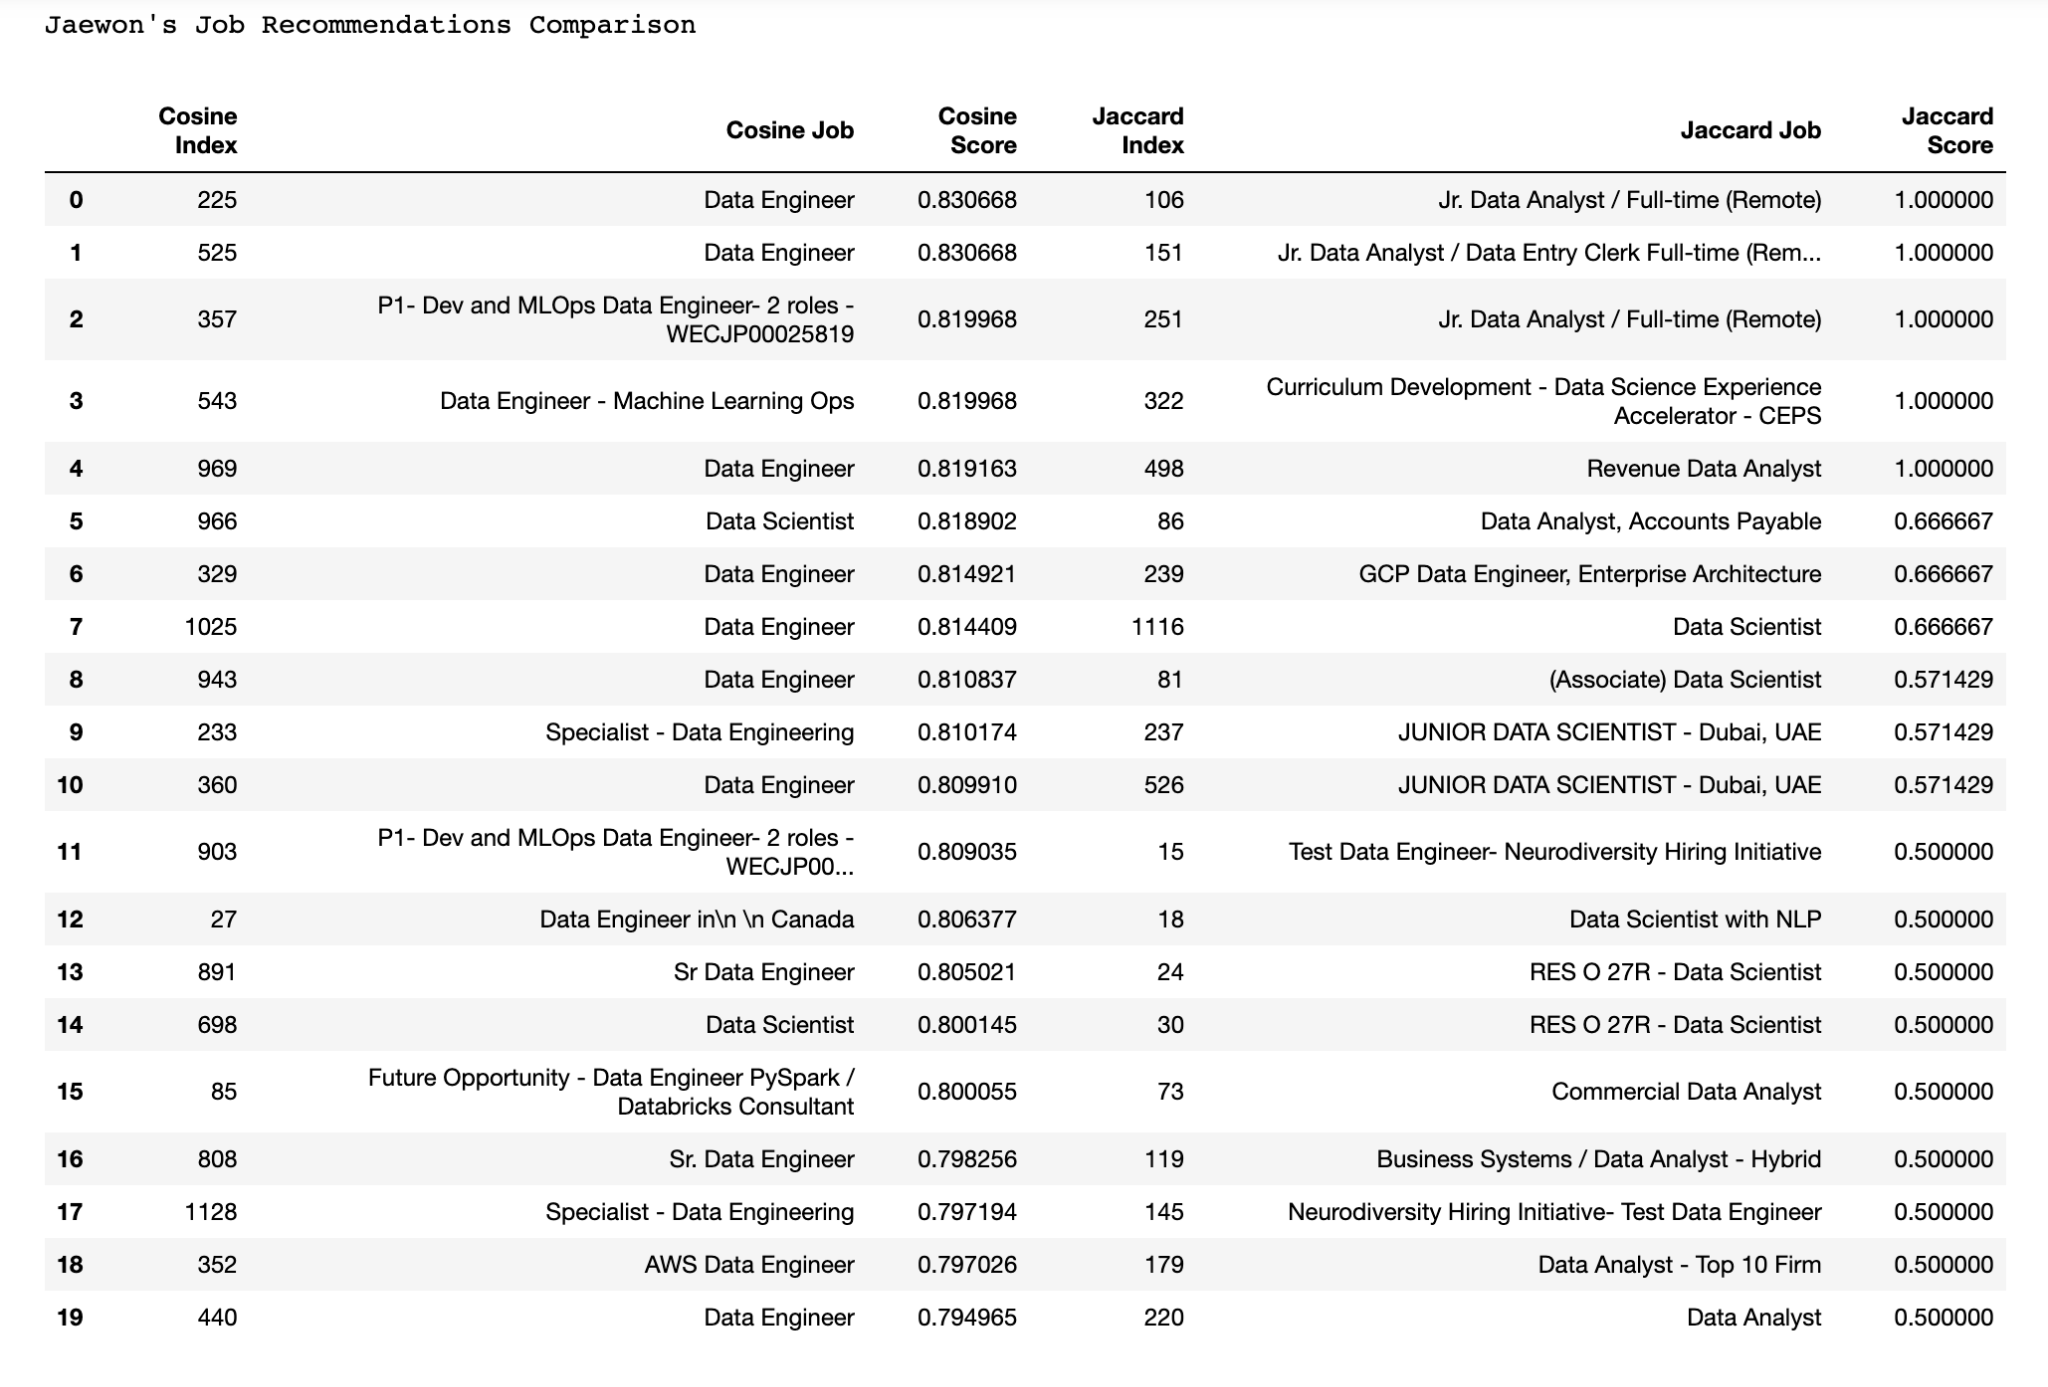 Jaewon's Job Recommendations Comparison
Cosine Index Cosine Job Cosine Score Jaccard Index Jaccard Job Jaccard Score
0 225 Data Engineer 0.830668 106 Jr. Data Analyst / Full-time (Remote) 1.000000
1 525 Data Engineer 0.830668 151 Jr. Data Analyst / Data Entry Clerk Full-time (Rem... 1.000000
2 357 P1- Dev and MLOps Data Engineer- 2 roles - WECJP00025819 0.819968 251 Jr. Data Analyst / Full-time (Remote) 1.000000
3 543 Data Engineer - Machine Learning Ops 0.819968 322 Curriculum Development - Data Science Experience Accelerator - CEPS 1.000000
4 969 Data Engineer 0.819163 498 Revenue Data Analyst 1.000000
5 966 Data Scientist 0.818902 86 Data Analyst, Accounts Payable 0.666667
6 329 Data Engineer 0.814921 239 GCP Data Engineer, Enterprise Architecture 0.666667
7 1025 Data Engineer 0.814409 1116 Data Scientist 0.666667
8 943 Data Engineer 0.810837 81 (Associate) Data Scientist 0.571429
9 233 Specialist - Data Engineering 0.810174 237 JUNIOR DATA SCIENTIST - Dubai, UAE 0.571429
10 360 Data Engineer 0.809910 526 JUNIOR DATA SCIENTIST - Dubai, UAE 0.571429
11 903 P1- Dev and MLOps Data Engineer- 2 roles - WECJP00... 0.809035 15 Test Data Engineer- Neurodiversity Hiring Initiative 0.500000
12 27 Data Engineer in\n \n Canada 0.806377 18 Data Scientist with NLP 0.500000
13 891 Sr Data Engineer 0.805021 24 RES O 27R - Data Scientist 0.500000
14 698 Data Scientist 0.800145 30 RES O 27R - Data Scientist 0.500000
15 85 Future Opportunity - Data Engineer PySpark / Databricks Consultant 0.800055 73 Commercial Data Analyst 0.500000
16 808 Sr. Data Engineer 0.798256 119 Business Systems / Data Analyst - Hybrid 0.500000
17 1128 Specialist - Data Engineering 0.797194 145 Neurodiversity Hiring Initiative- Test Data Engineer 0.500000
18 352 AWS Data Engineer 0.797026 179 Data Analyst - Top 10 Firm 0.500000
19 440 Data Engineer 0.794965 220 Data Analyst 0.500000